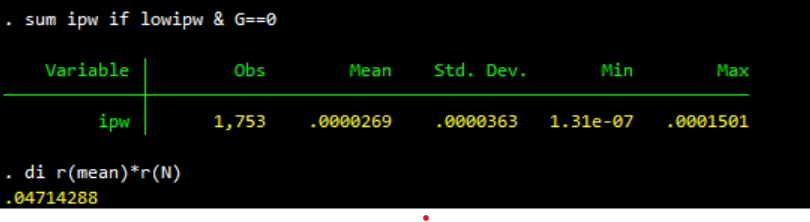 . sum ipw if lowipw & G==0
Variable Obs Mean Std. Dev. Min Max
ipw 1,753 .0000269 .0000363 1.31e-07 .0001501
. di r(mean)*r(N)
.04714288